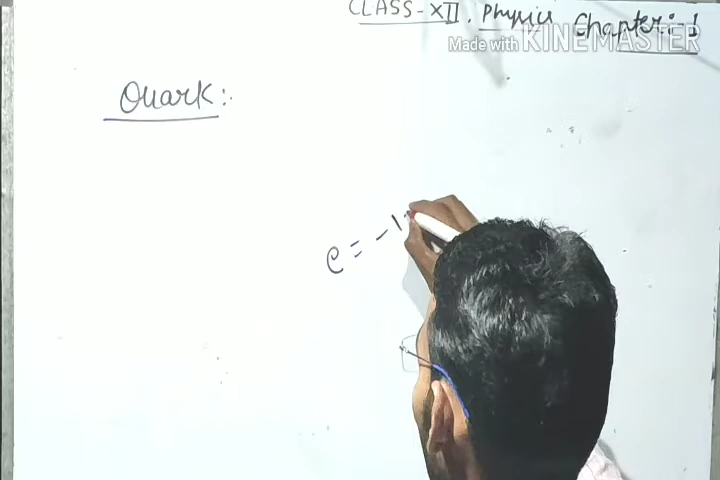 CLASS-XII. Physics Chapter:-1
Made with KINEMASTER
Quark:-
e = -1